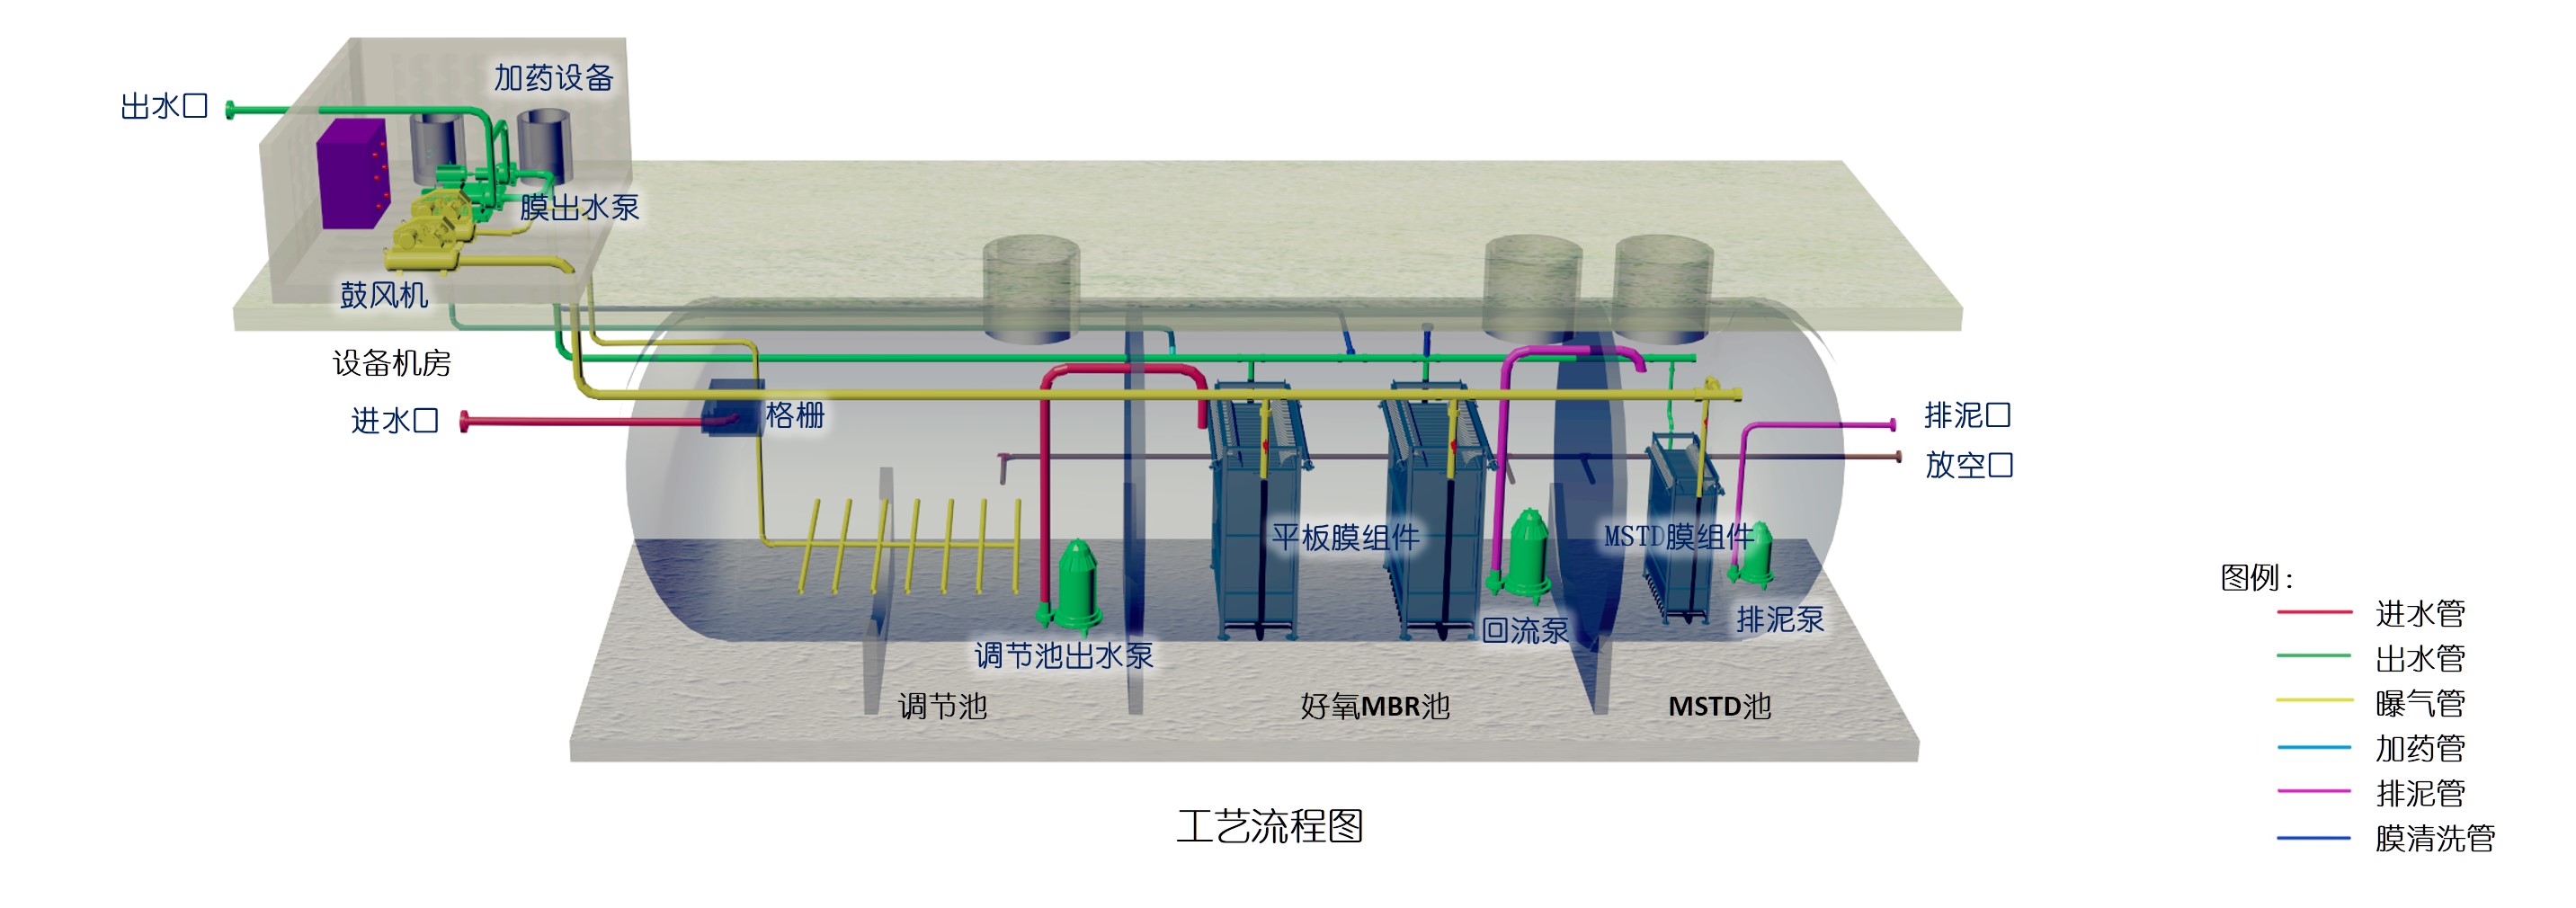 加药设备
出水口
膜出水泵
鼓风机
设备机房
进水口
格栅
排泥口
放空口
平板膜组件
MSTD膜组件
排泥泵
回流泵
调节池出水泵
调节池
好氧MBR池
MSTD池
工艺流程图
图例：
进水管
出水管
曝气管
加药管
排泥管
膜清洗管